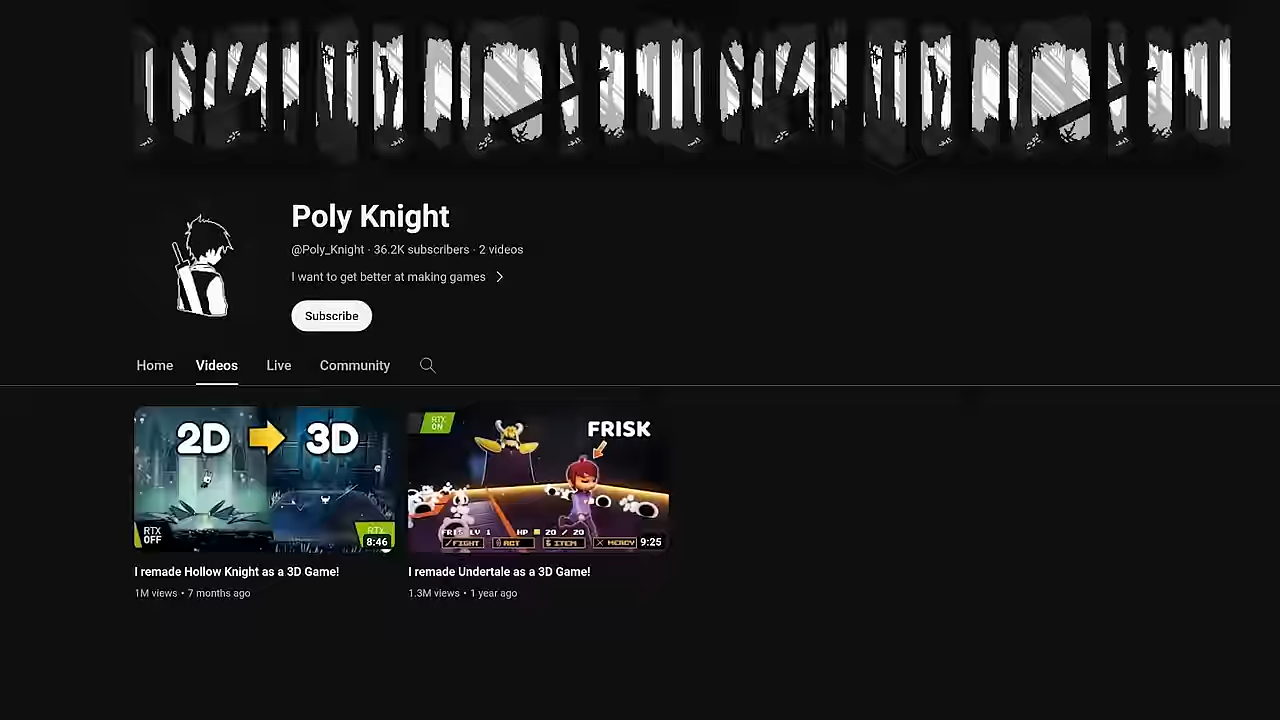 Poly Knight
@Poly_Knight · 36.2K subscribers · 2 videos
I want to get better at making games
Subscribe
Home Videos Live Community
2D 3D
RTX OFF
RTX
8:46
RTX ON
FRISK
LV 1 HP 20 / 20
FIGHT ACT ITEM MERCY
9:25
I remade Hollow Knight as a 3D Game!
1M views • 7 months ago
I remade Undertale as a 3D Game!
1.3M views • 1 year ago